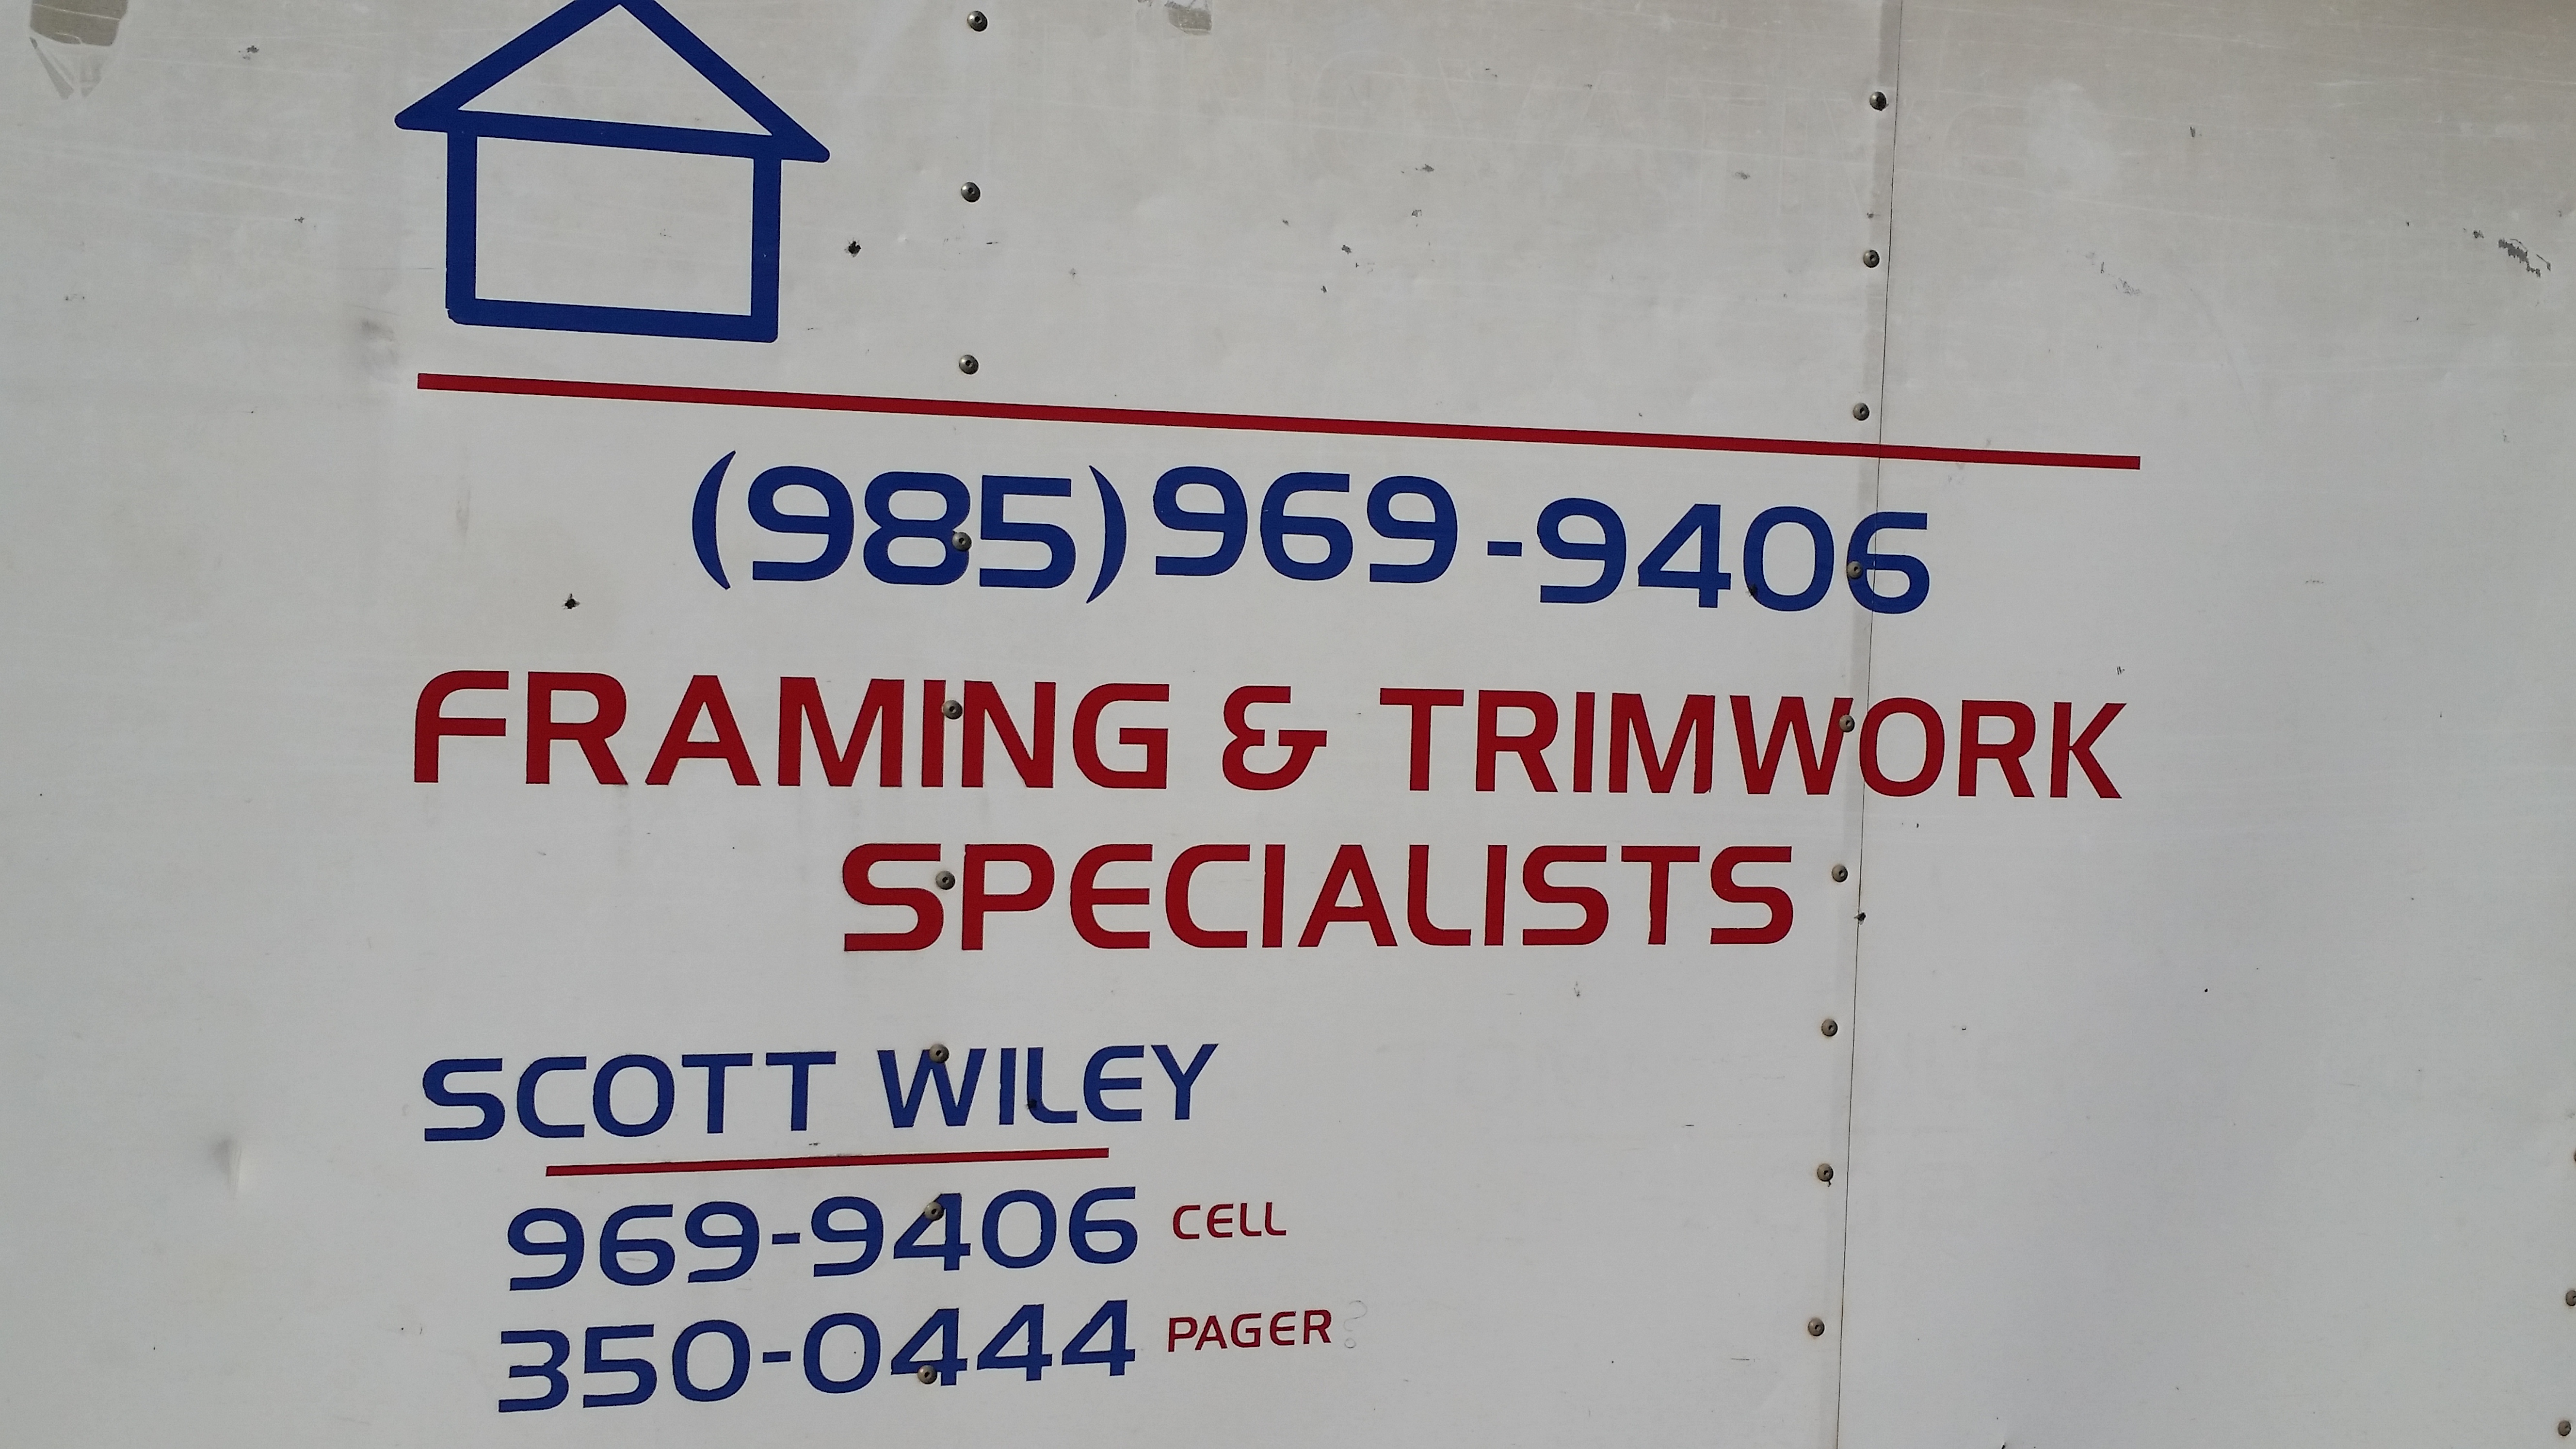 (985)969-9406
FRAMING & TRIMWORK
SPECIALISTS
SCOTT WILEY
969-9406 CELL
350-0444 PAGER?